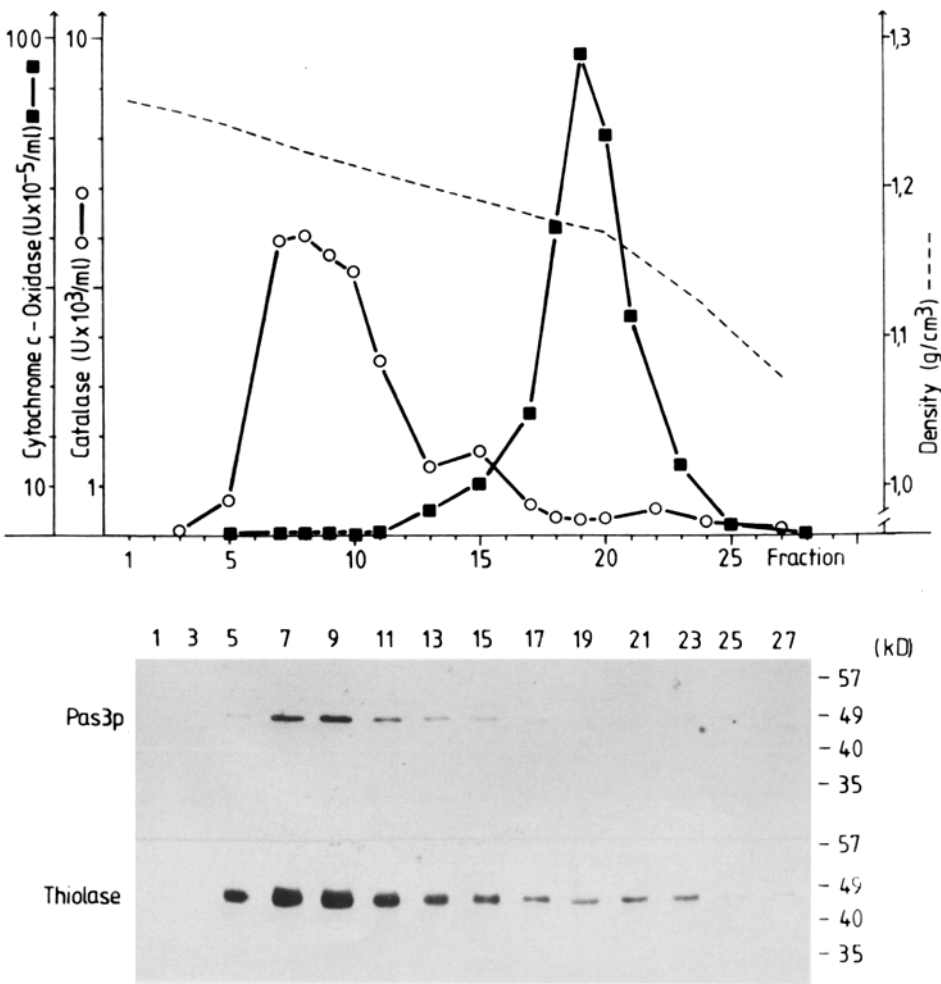 Cytochrome c - Oxidase (U x 10⁻⁵/ml) ■—■
100
10
Catalase (U x 10³/ml) ○—○
10
1
1,3
1,2
1,1
1,0
Density (g/cm³) ----
1 5 10 15 20 25 Fraction
1 3 5 7 9 11 13 15 17 19 21 23 25 27 (kD)
Pas3p
- 57
- 49
- 40
- 35
Thiolase
- 57
- 49
- 40
- 35